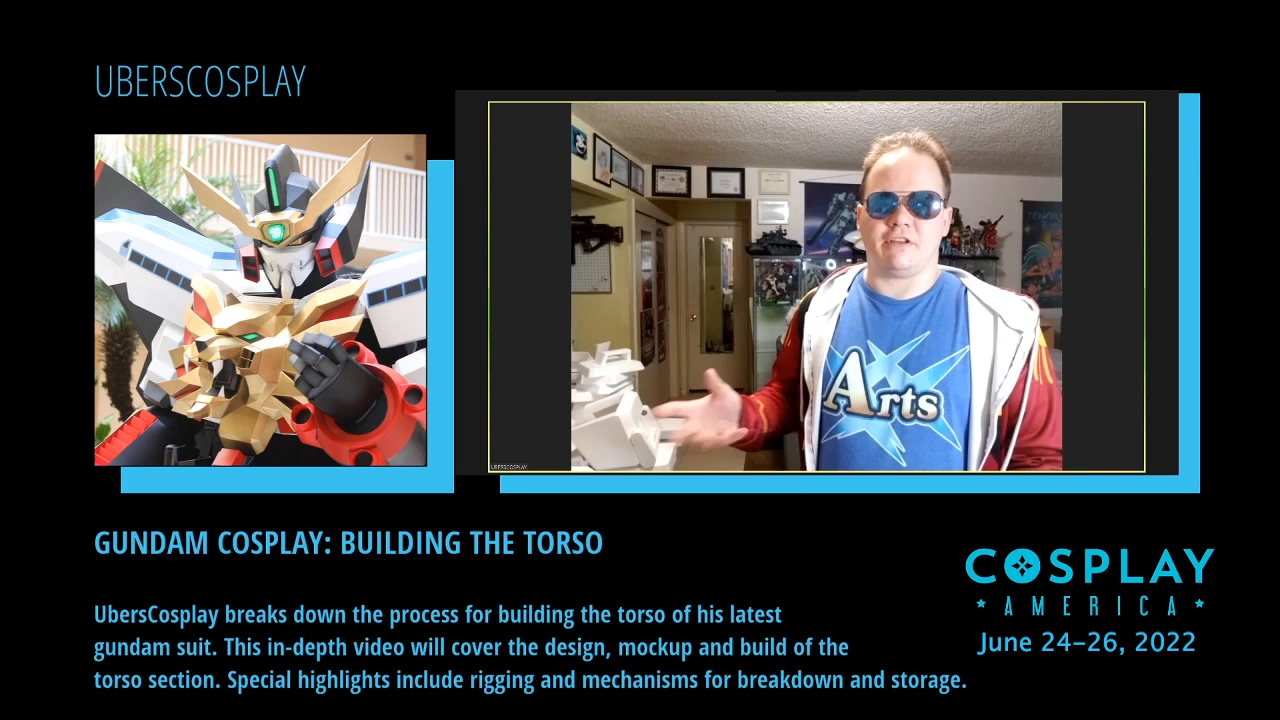 UBERSCOSPLAY
TENCHI
Arts
UBERSCOSPLAY
GUNDAM COSPLAY: BUILDING THE TORSO
UbersCosplay breaks down the process for building the torso of his latest
gundam suit. This in-depth video will cover the design, mockup and build of the
torso section. Special highlights include rigging and mechanisms for breakdown and storage.
COSPLAY
AMERICA
June 24-26, 2022